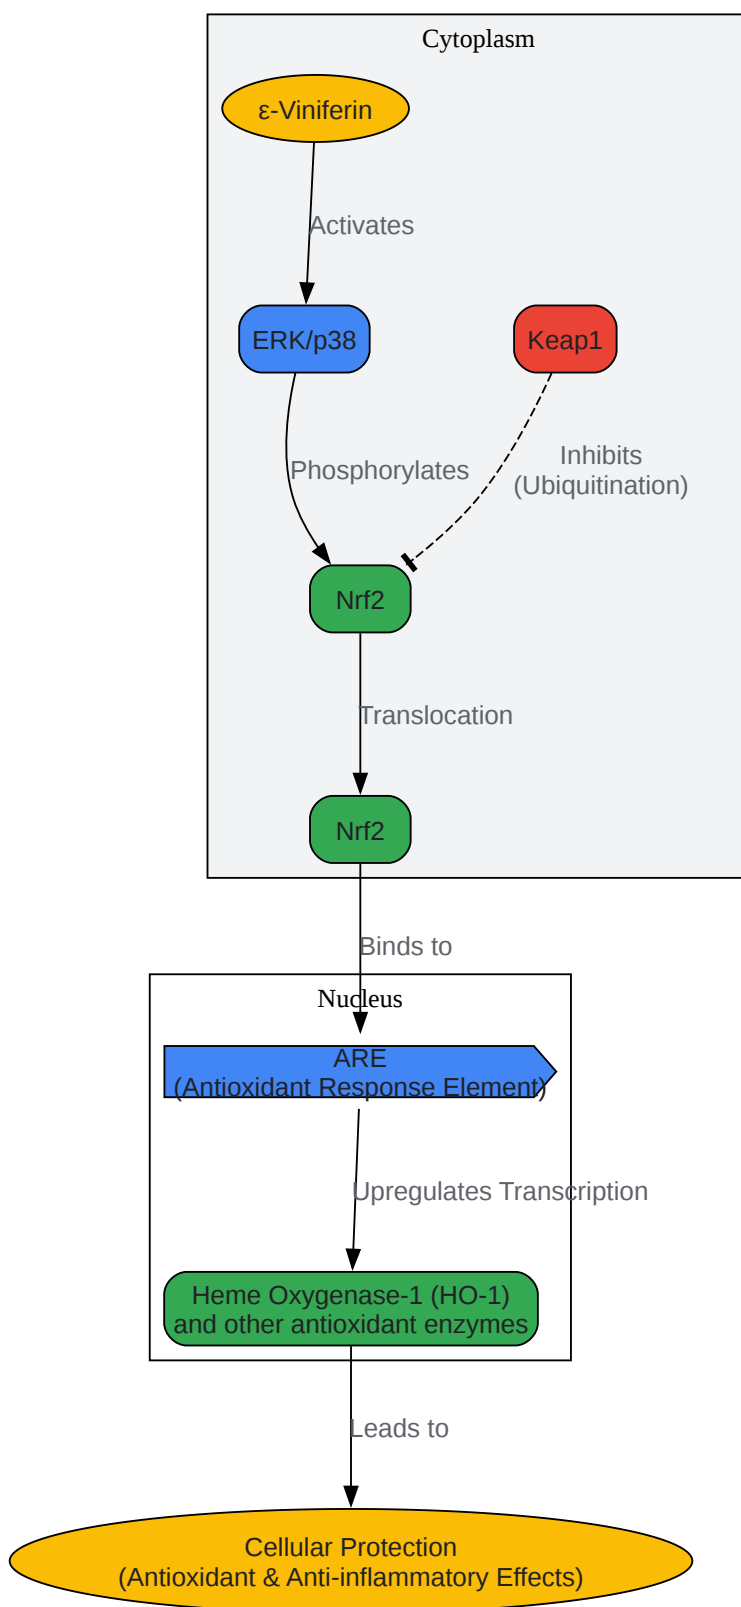 Cytoplasm
ε-Viniferin
Activates
ERK/p38
Keap1
Phosphorylates
Inhibits
(Ubiquitination)
Nrf2
Translocation
Nrf2
Binds to
Nucleus
ARE
(Antioxidant Response Element)
Upregulates Transcription
Heme Oxygenase-1 (HO-1)
and other antioxidant enzymes
Leads to
Cellular Protection
(Antioxidant & Anti-inflammatory Effects)